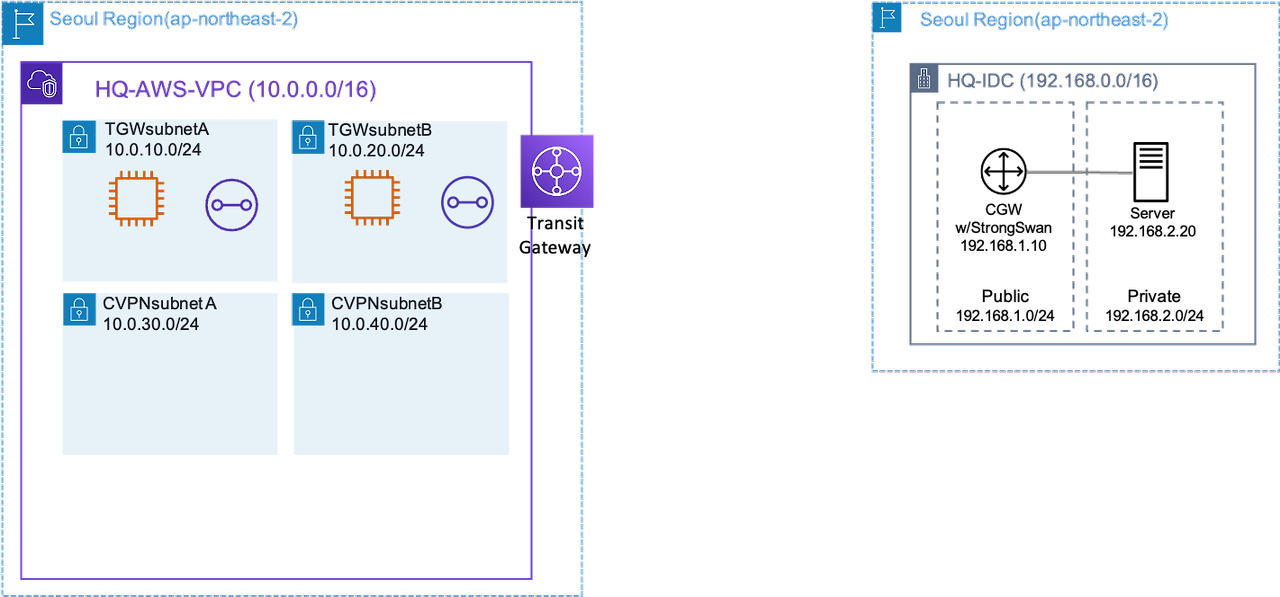 Seoul Region(ap-northeast-2)
HQ-AWS-VPC (10.0.0.0/16)
TGWsubnetA
10.0.10.0/24
TGWsubnetB
10.0.20.0/24
Transit
Gateway
CVPNsubnetA
10.0.30.0/24
CVPNsubnetB
10.0.40.0/24
Seoul Region(ap-northeast-2)
HQ-IDC (192.168.0.0/16)
CGW
w/StrongSwan
192.168.1.10
Server
192.168.2.20
Public
192.168.1.0/24
Private
192.168.2.0/24